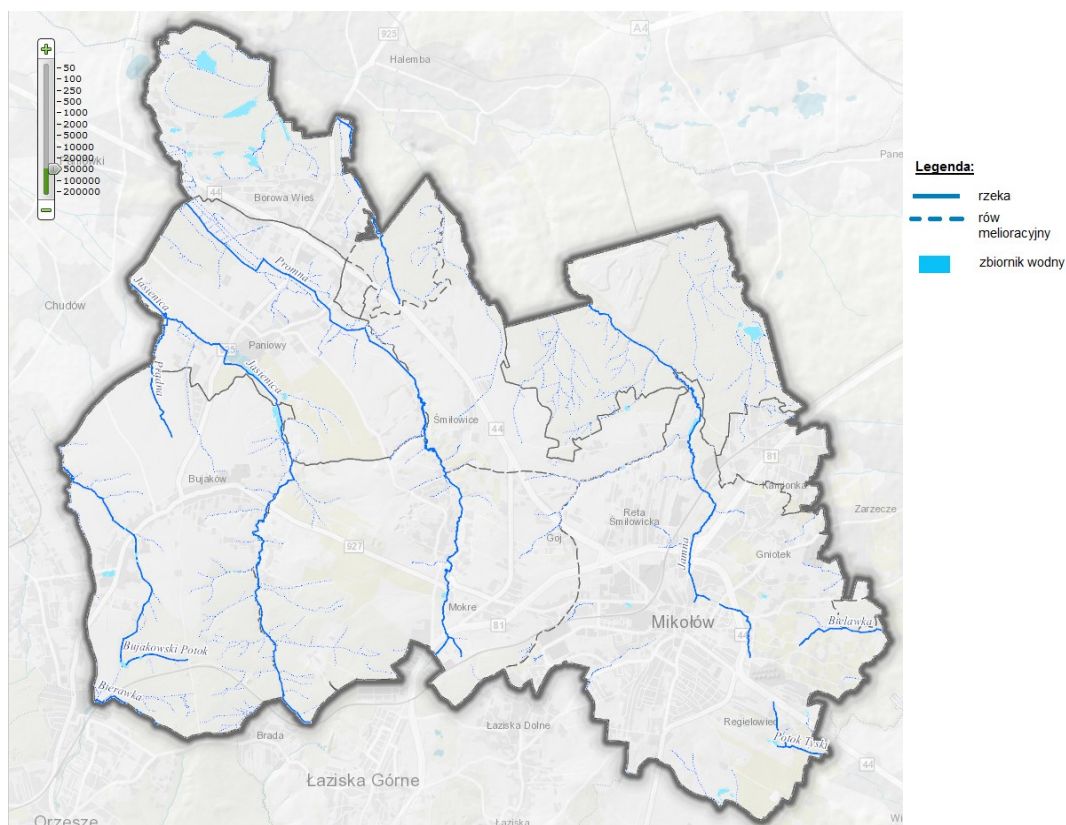 50
100
250
500
1000
2000
5000
10000
20000
50000
100000
200000
925
A4
Halemba
44
Borowa Wieś
Promna
Jasienica
Chudów
Paniowy
Jasienica
Śmiłowice
44
81
Kamionka
Bujaków
Reta
Śmiłowicka
Zarzecze
Goj
927
Jamna
Gniotek
Mokre
81
Mikołów
44
Bielawka
Bujakowski Potok
Bierawka
Regielowiec
Łaziska Dolne
Brada
Potok Tyski
44
Łaziska Górne
Orzesze
Łaziska
Legenda:
rzeka
rów
melioracyjny
zbiornik wodny